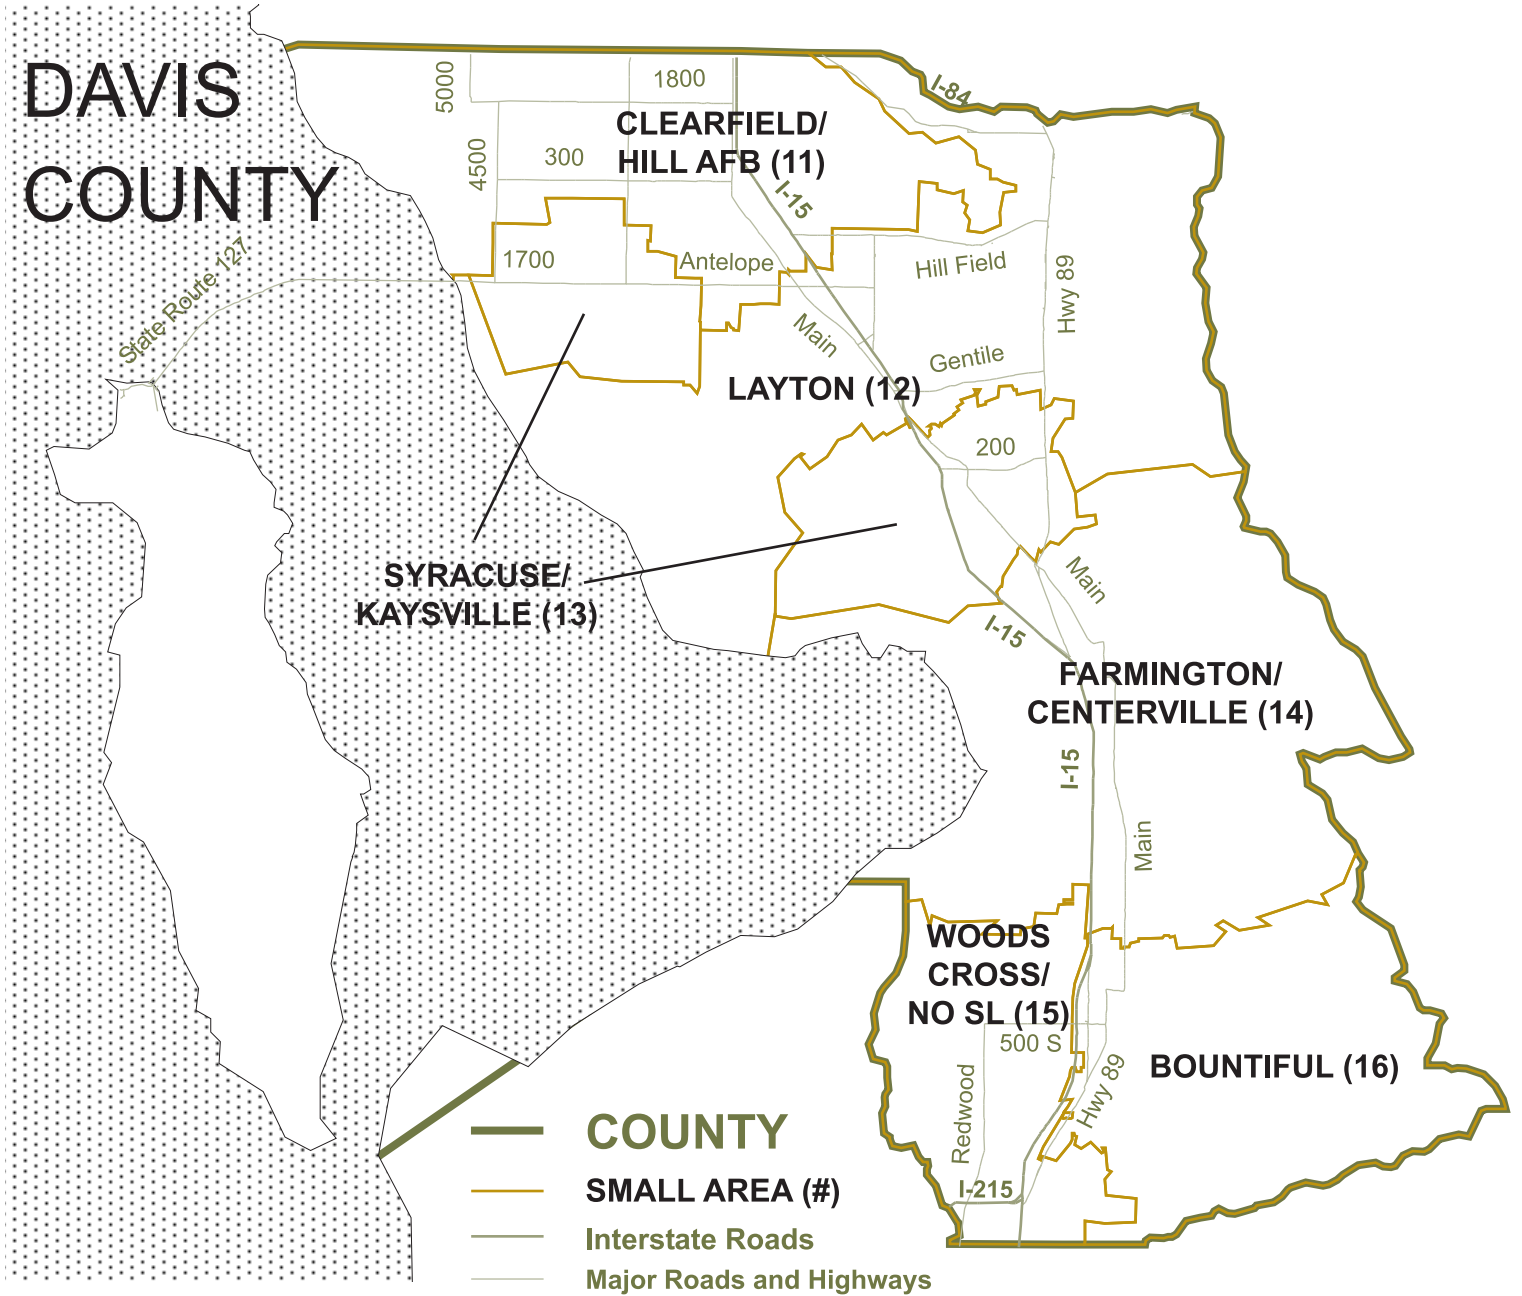 DAVIS
COUNTY
5000
1800
I-84
CLEARFIELD/
HILL AFB (11)
4500
300
I-15
State Route 127
1700
Antelope
Hill Field
Hwy 89
Main
Gentile
LAYTON (12)
200
SYRACUSE/
KAYSVILLE (13)
Main
I-15
FARMINGTON/
CENTERVILLE (14)
I-15
Main
WOODS
CROSS/
NO SL (15)
500 S
BOUNTIFUL (16)
Redwood
Hwy 89
I-215
COUNTY
SMALL AREA (#)
Interstate Roads
Major Roads and Highways